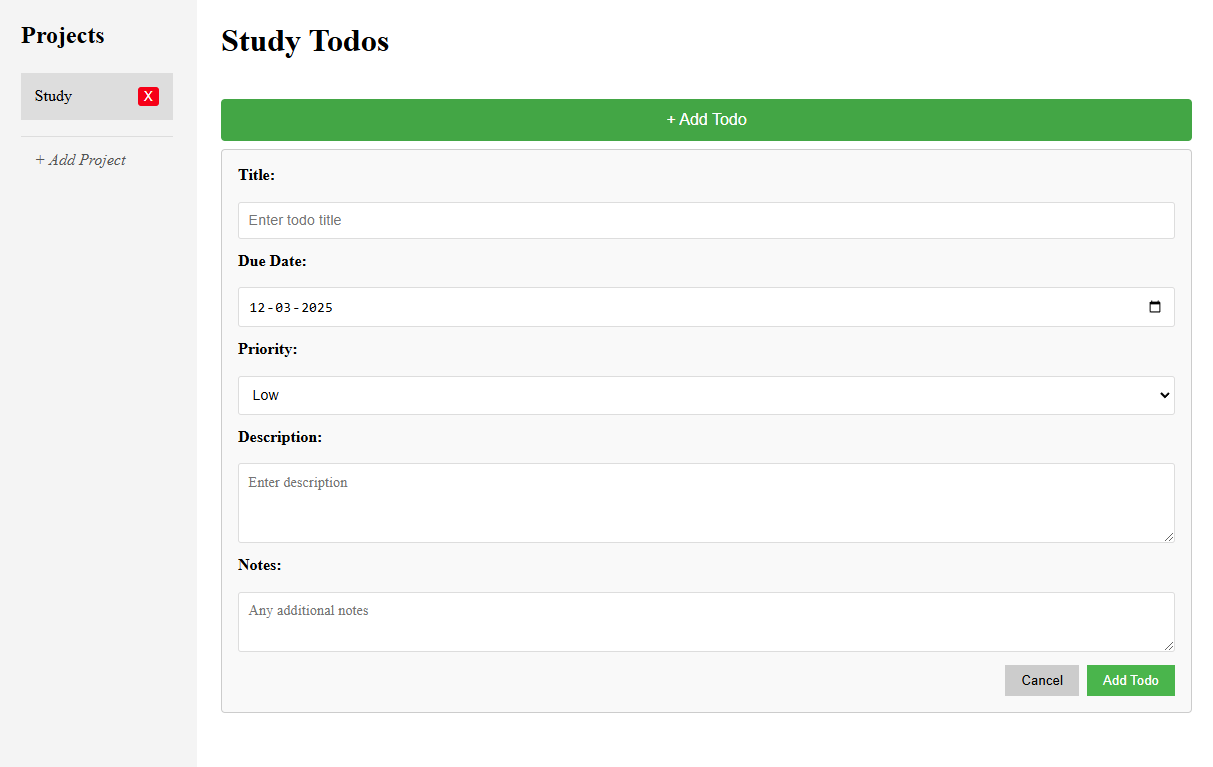 Projects
Study X
+ Add Project
Study Todos
+ Add Todo
Title:
Enter todo title
Due Date:
12-03-2025
Priority:
Low
Description:
Enter description
Notes:
Any additional notes
Cancel Add Todo